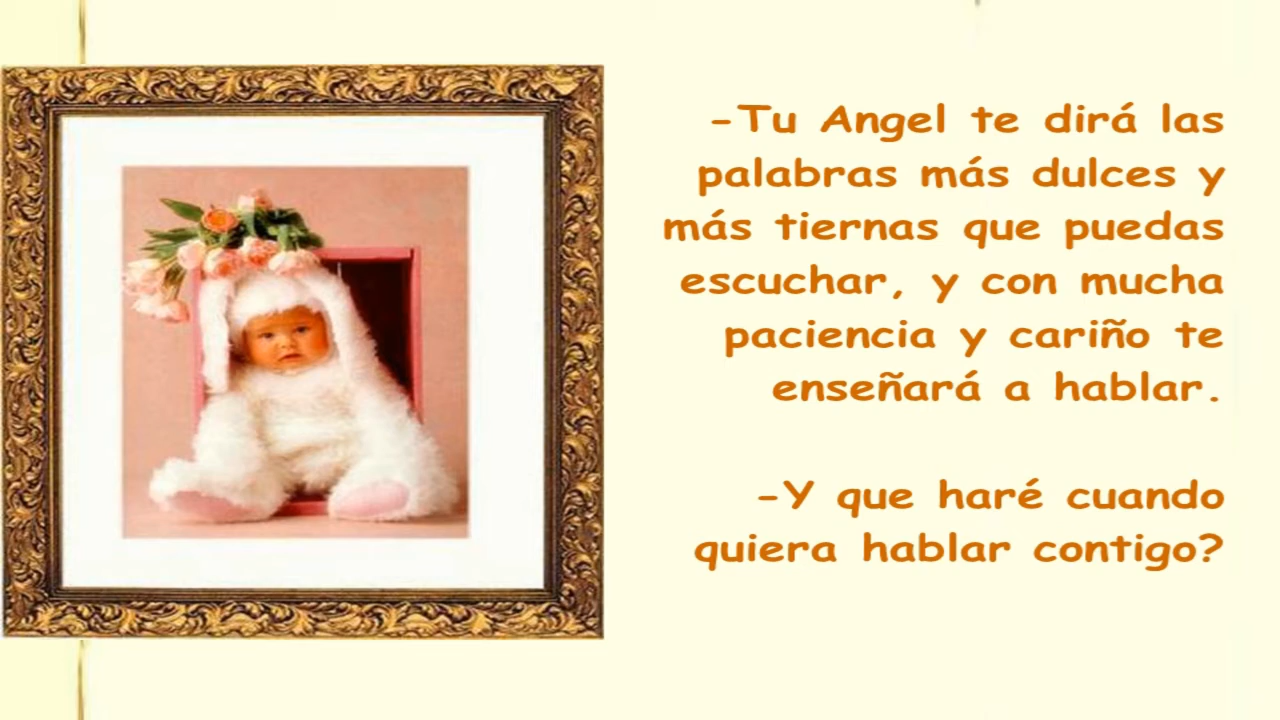 -Tu Angel te dirá las
palabras más dulces y
más tiernas que puedas
escuchar, y con mucha
paciencia y cariño te
enseñará a hablar.
-Y que haré cuando
quiera hablar contigo?